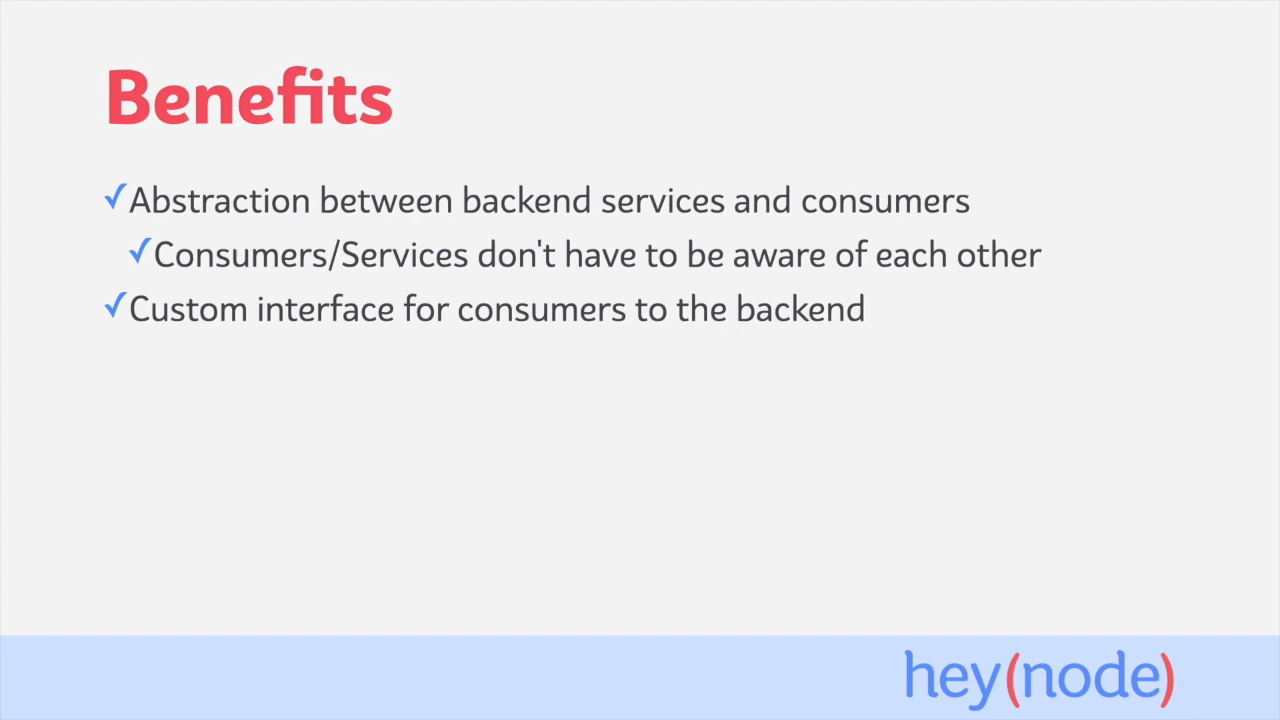 Benefits
✓Abstraction between backend services and consumers
✓Consumers/Services don't have to be aware of each other
✓Custom interface for consumers to the backend
hey(node)